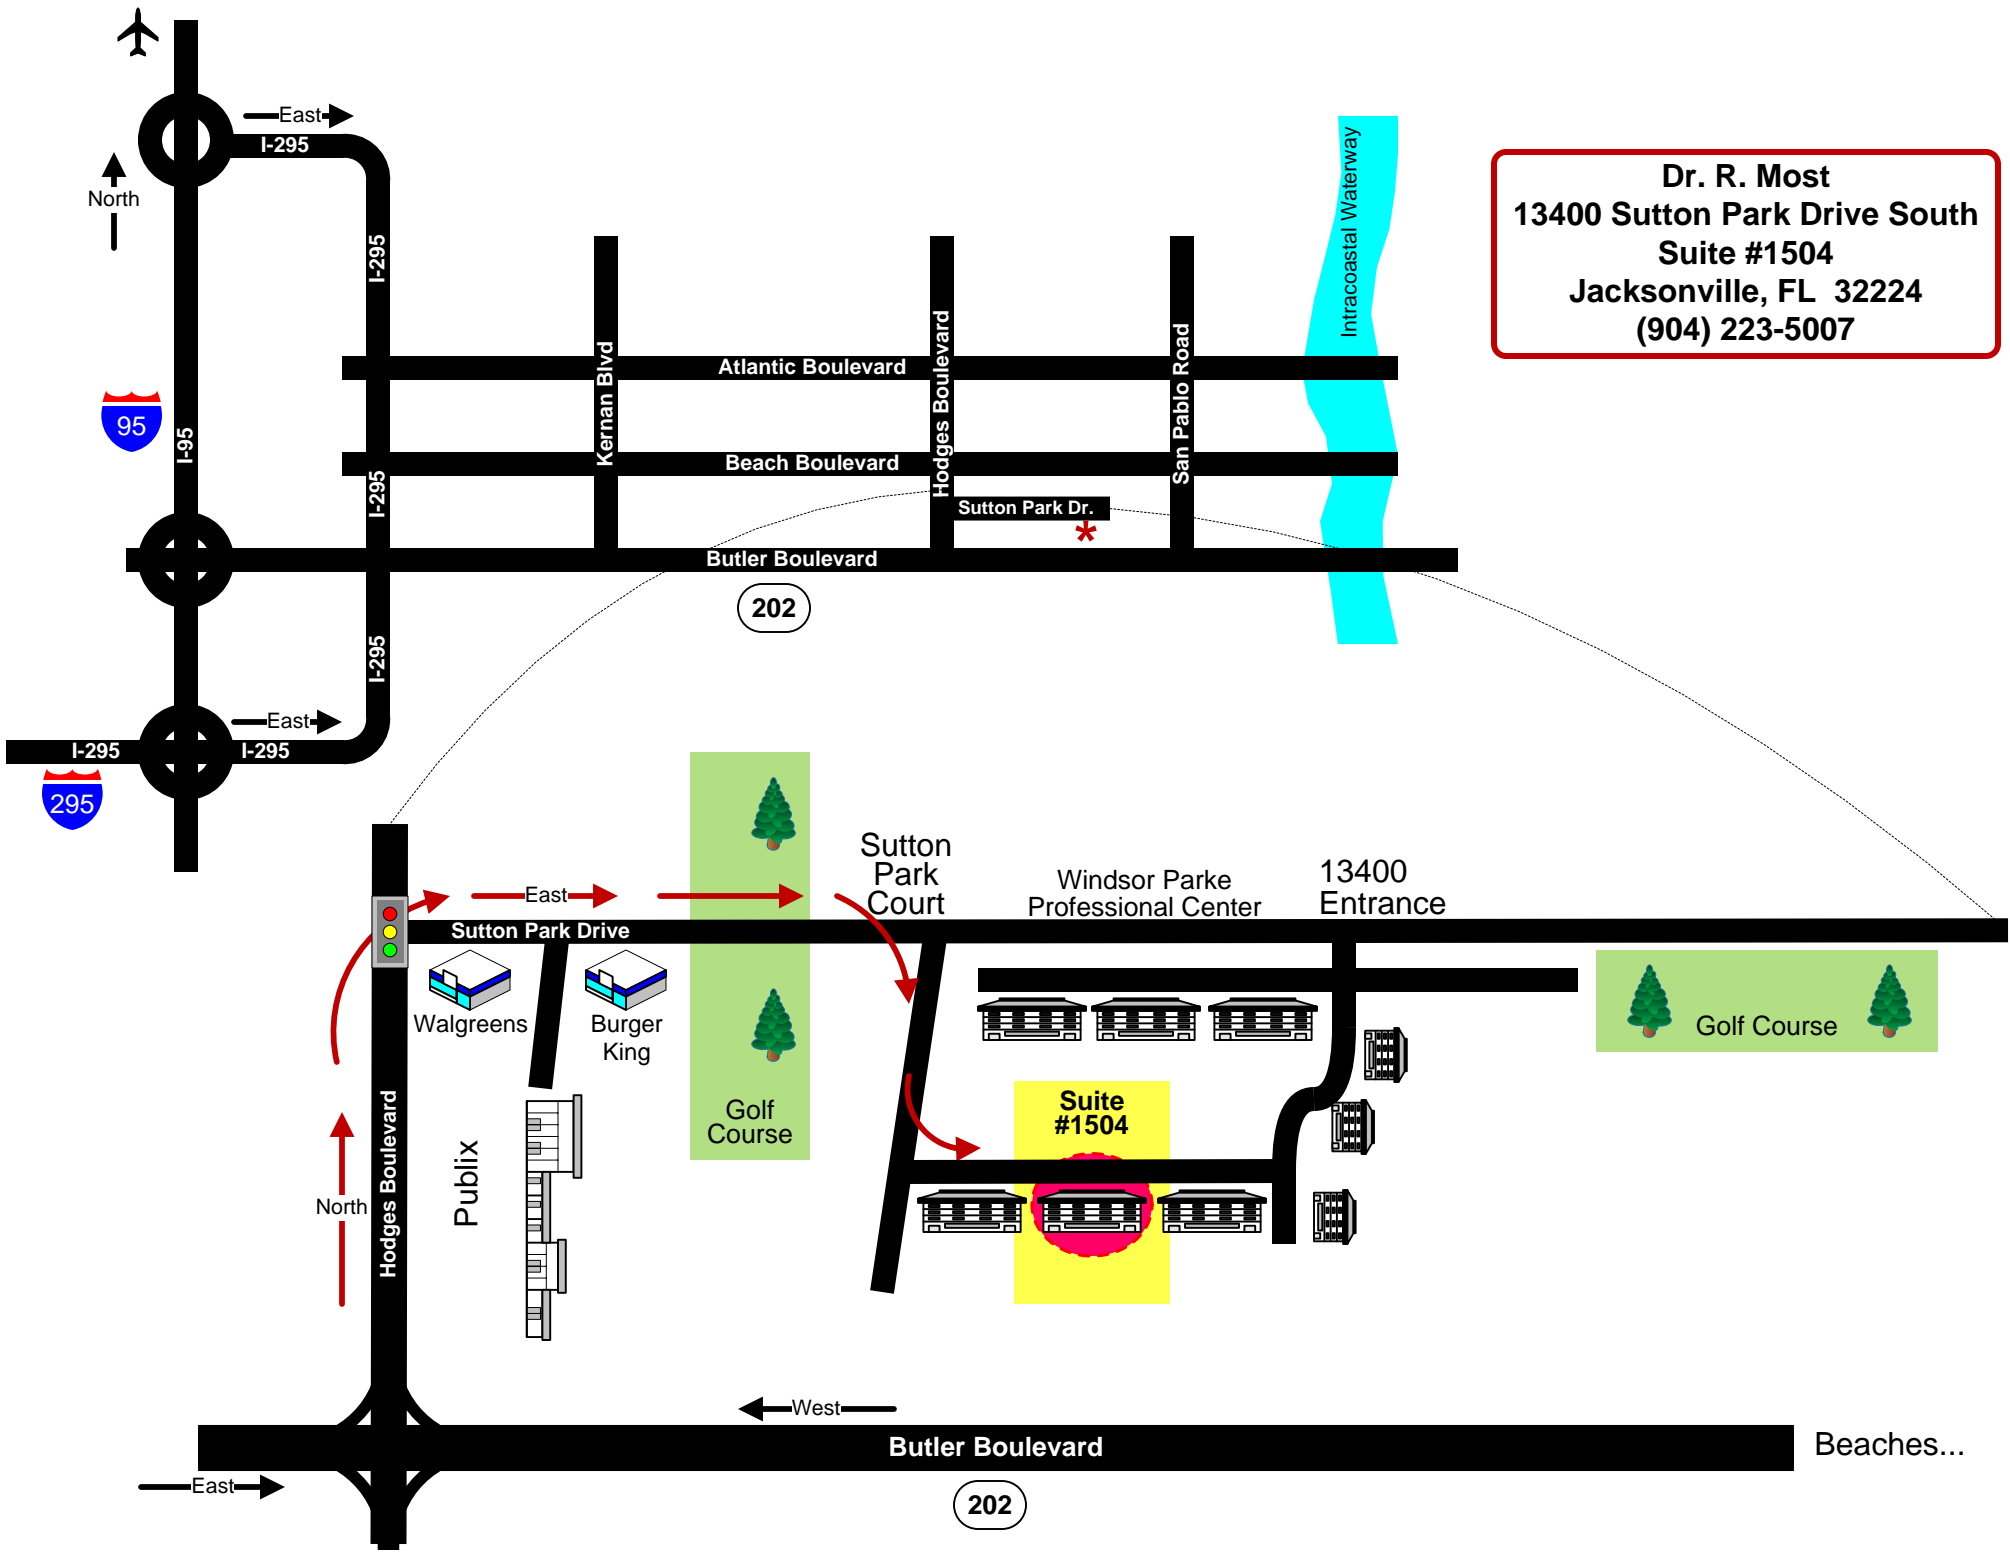 East
I-295
North
I-295
Intracoastal Waterway
Dr. R. Most
13400 Sutton Park Drive South
Suite #1504
Jacksonville, FL  32224
(904) 223-5007
Kernan Blvd
Hodges Boulevard
San Pablo Road
Atlantic Boulevard
95
I-95
Beach Boulevard
I-295
Sutton Park Dr.
*
Butler Boulevard
202
I-295
East
I-295
I-295
295
Sutton
Park
Court
Windsor Parke
Professional Center
13400
Entrance
East
Sutton Park Drive
Walgreens
Burger
King
Golf Course
Golf
Course
Suite
#1504
Publix
North
Hodges Boulevard
West
Butler Boulevard
Beaches...
East
202